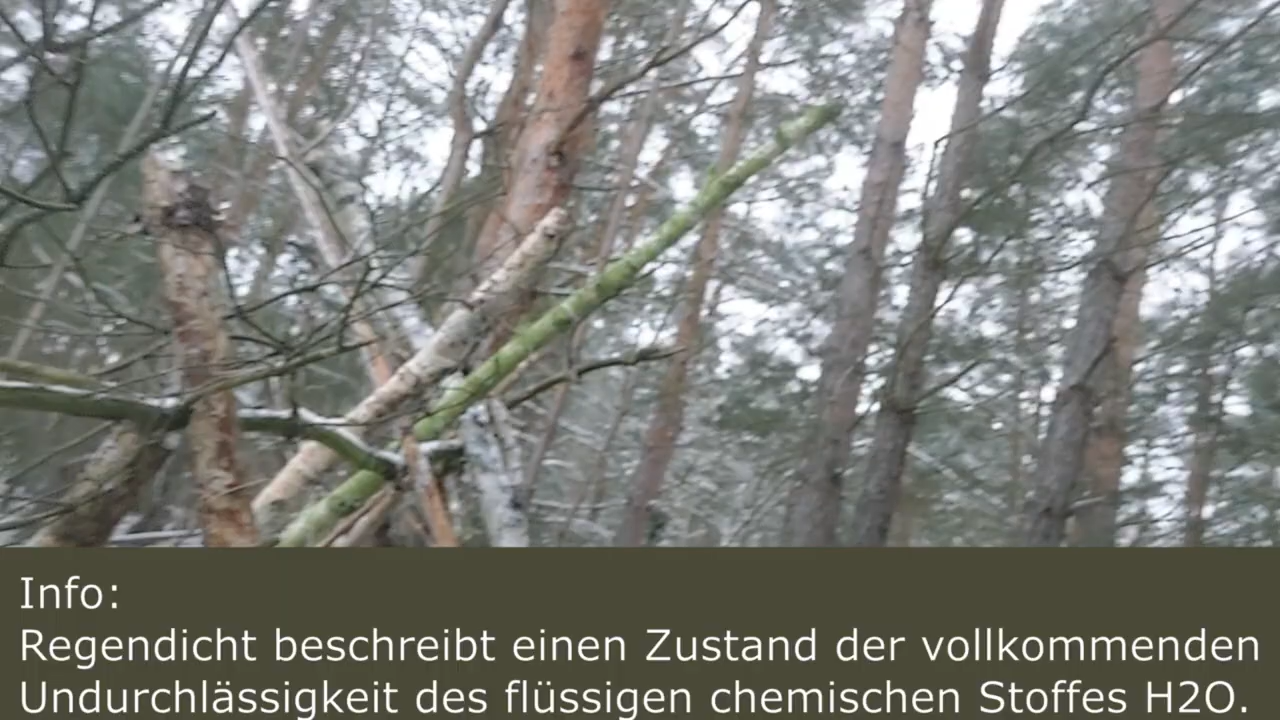 Info:
Regendicht beschreibt einen Zustand der vollkommenden
Undurchlässigkeit des flüssigen chemischen Stoffes H2O.